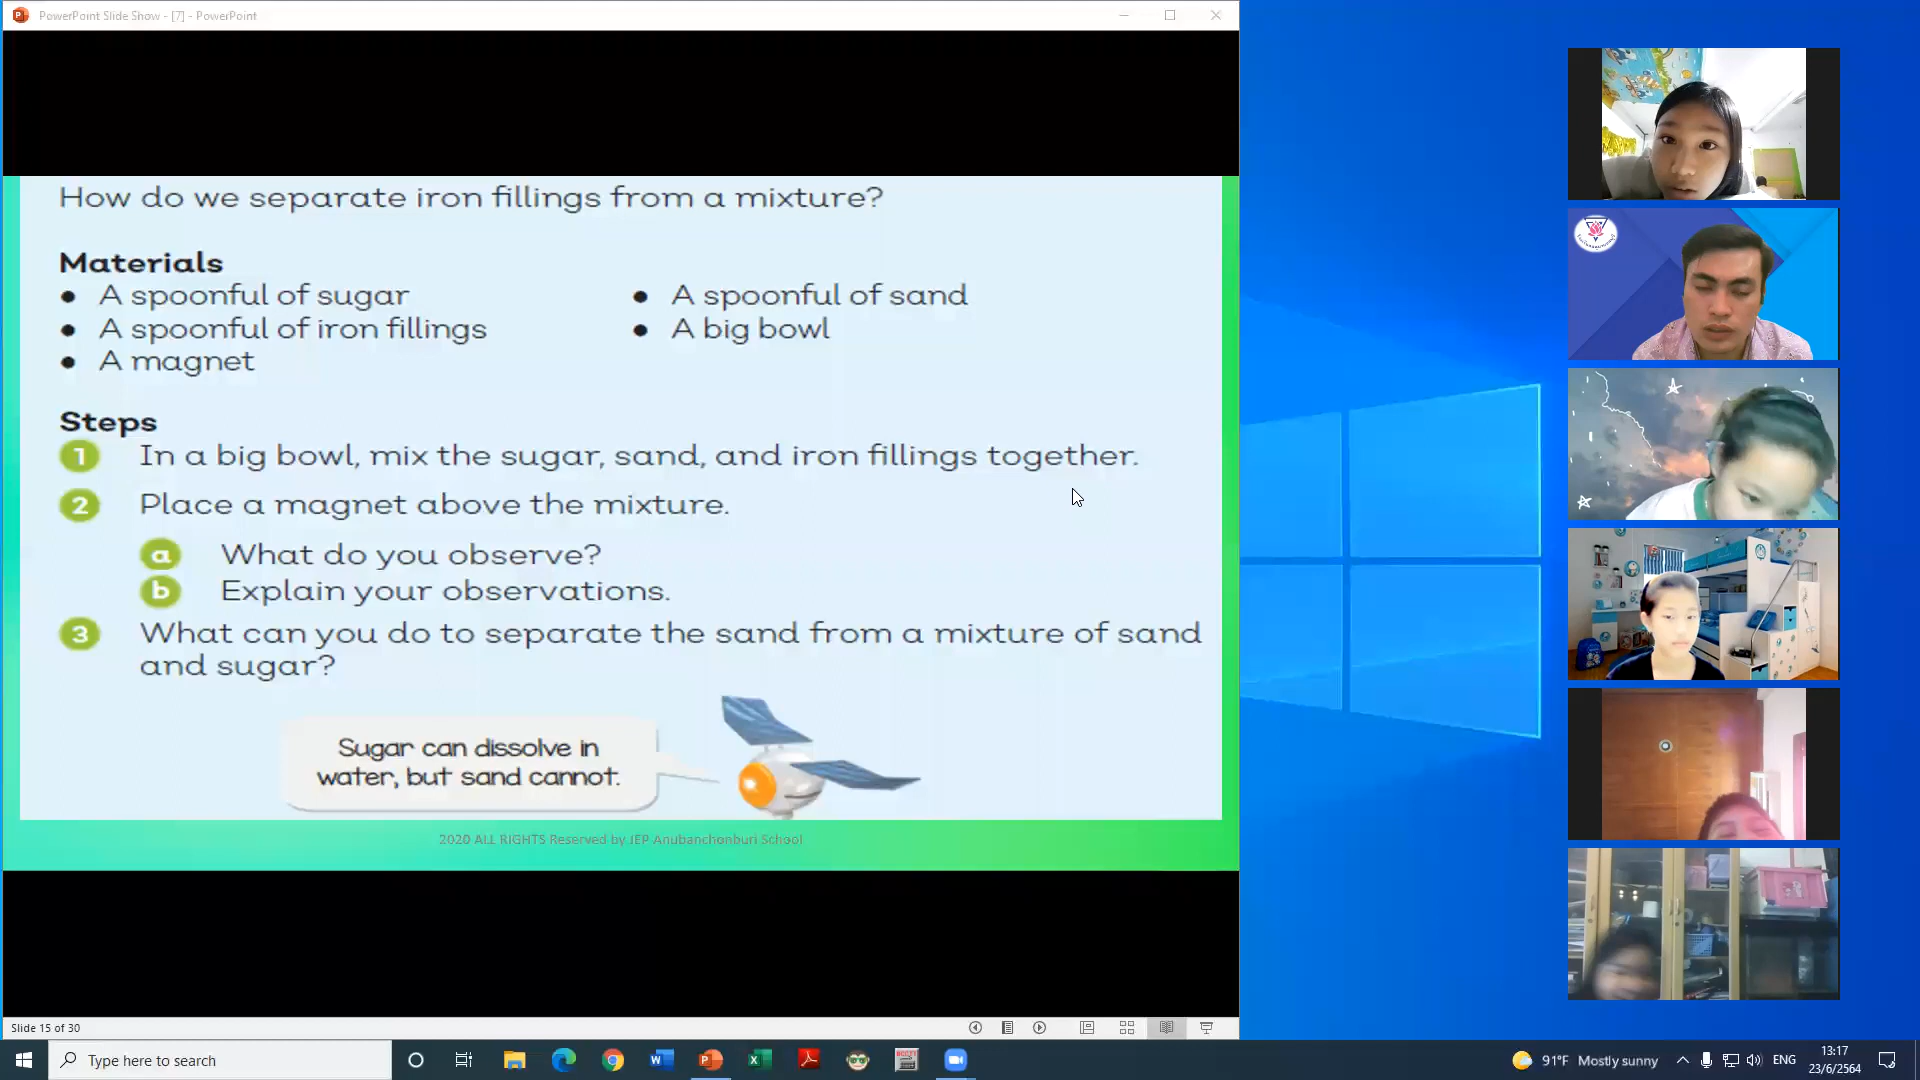 PowerPoint Slide Show - [7] - PowerPoint
How do we separate iron fillings from a mixture?
Materials
• A spoonful of sugar
• A spoonful of iron fillings
• A magnet
• A spoonful of sand
• A big bowl
Steps
1 In a big bowl, mix the sugar, sand, and iron fillings together.
2 Place a magnet above the mixture.
a What do you observe?
b Explain your observations.
3 What can you do to separate the sand from a mixture of sand
and sugar?
Sugar can dissolve in
water, but sand cannot.
2020 ALL RIGHTS Reserved by JEP Anubanchonburi School
Slide 15 of 30
Type here to search
91°F Mostly sunny
ENG
13:17
23/6/2564